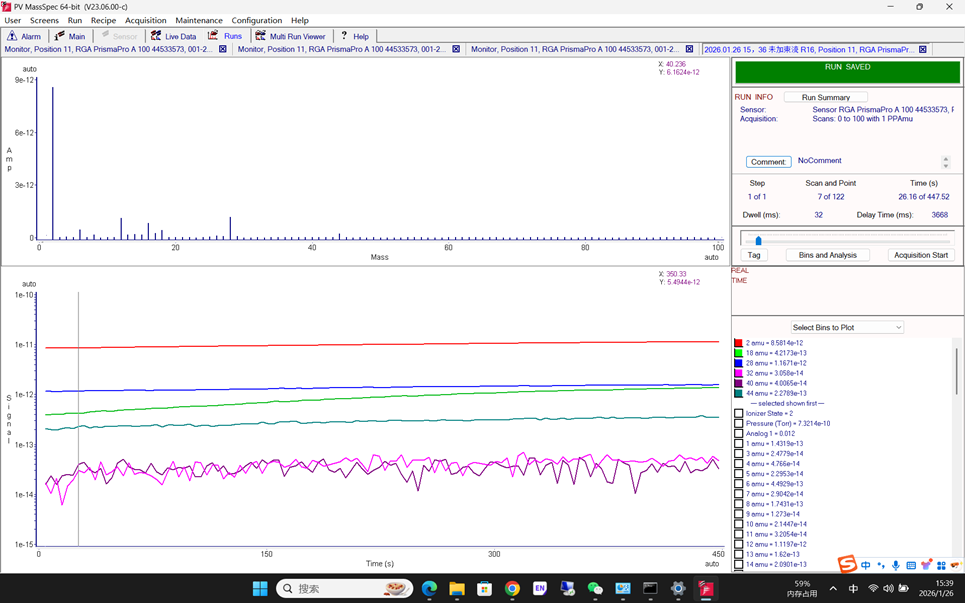 PV MassSpec 64-bit (V23.06.00-c)
User Screens Run Recipe Acquisition Maintenance Configuration Help
Alarm Main Sensor Live Data Runs Multi Run Viewer ? Help
Monitor, Position 11, RGA PrismaPro A 100 44533573, 001-2... Monitor, Position 11, RGA PrismaPro A 100 44533573, 001-2... Monitor, Position 11, RGA PrismaPro A 100 44533573, 001-2... 2026.01.26 15，36 未加東浸 R16, Position 11, RGA PrismaPr...
auto
X: 40.236
Y: 6.1624e-12
9e-12
6e-12
Amp
3e-12
0
0 20 40 60 80 100
Mass
auto
RUN SAVED
RUN INFO Run Summary
Sensor: Sensor RGA PrismaPro A 100 44533573, F
Acquisition: Scans: 0 to 100 with 1 PPAmu
Comment: NoComment
Step Scan and Point Time (s)
1 of 1 7 of 122 26.16 of 447.52
Dwell (ms): 32 Delay Time (ms): 3668
Tag Bins and Analysis Acquisition Start
REAL
TIME
auto
X: 350.33
Y: 5.4944e-12
1e-10
1e-11
1e-12
Signal
1e-13
1e-14
1e-15
0 150 300 450
Time (s)
auto
Select Bins to Plot
2 amu = 8.5814e-12
18 amu = 4.2173e-13
28 amu = 1.1671e-12
32 amu = 3.058e-14
40 amu = 4.0065e-14
44 amu = 2.2789e-13
--- selected shown first ---
Ionizer State = 2
Pressure (Torr) = 7.3214e-10
Analog 1 = 0.012
1 amu = 1.4319e-13
3 amu = 2.4779e-14
4 amu = 4.766e-14
5 amu = 2.2953e-14
6 amu = 4.4929e-13
7 amu = 2.9042e-14
8 amu = 1.7431e-13
9 amu = 1.273e-14
10 amu = 2.1447e-14
11 amu = 3.2054e-14
12 amu = 1.1197e-12
13 amu = 1.62e-13
14 amu = 2.0901e-13
中
搜索
EN
59%
内存占用
中
15:39
2026/1/26